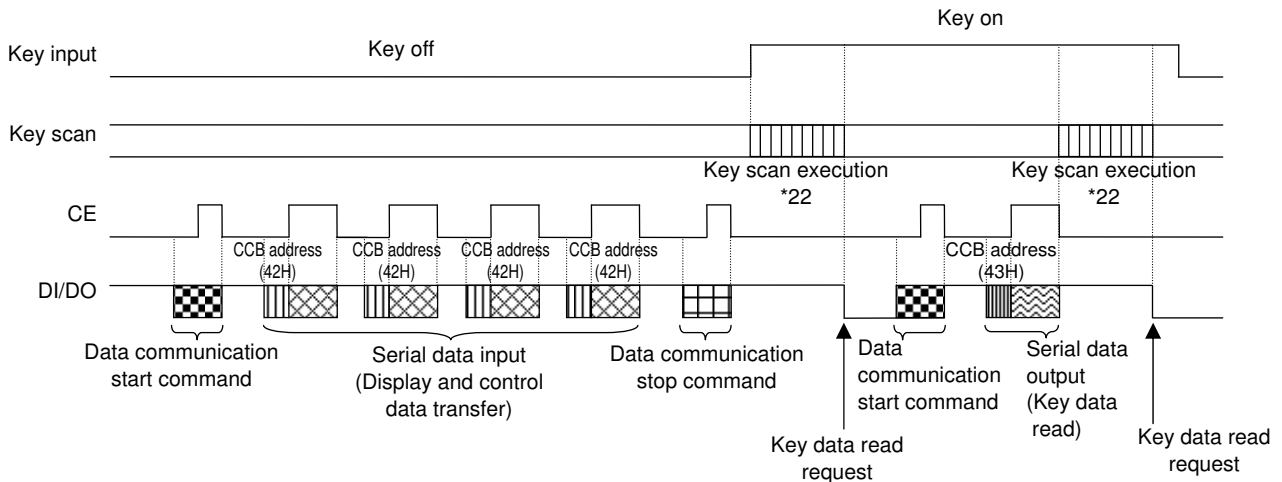 Key on
Key off
Key input
Key scan
Key scan execution
*22
Key scan execution
*22
CE
CCB address
(42H)
CCB address
(42H)
CCB address
(42H)
CCB address
(42H)
CCB address
(43H)
DI/DO
Data communication
start command
Serial data input
(Display and control
data transfer)
Data communication
stop command
Data
communication
start command
Serial data
output
(Key data
read)
Key data read
request
Key data read
request